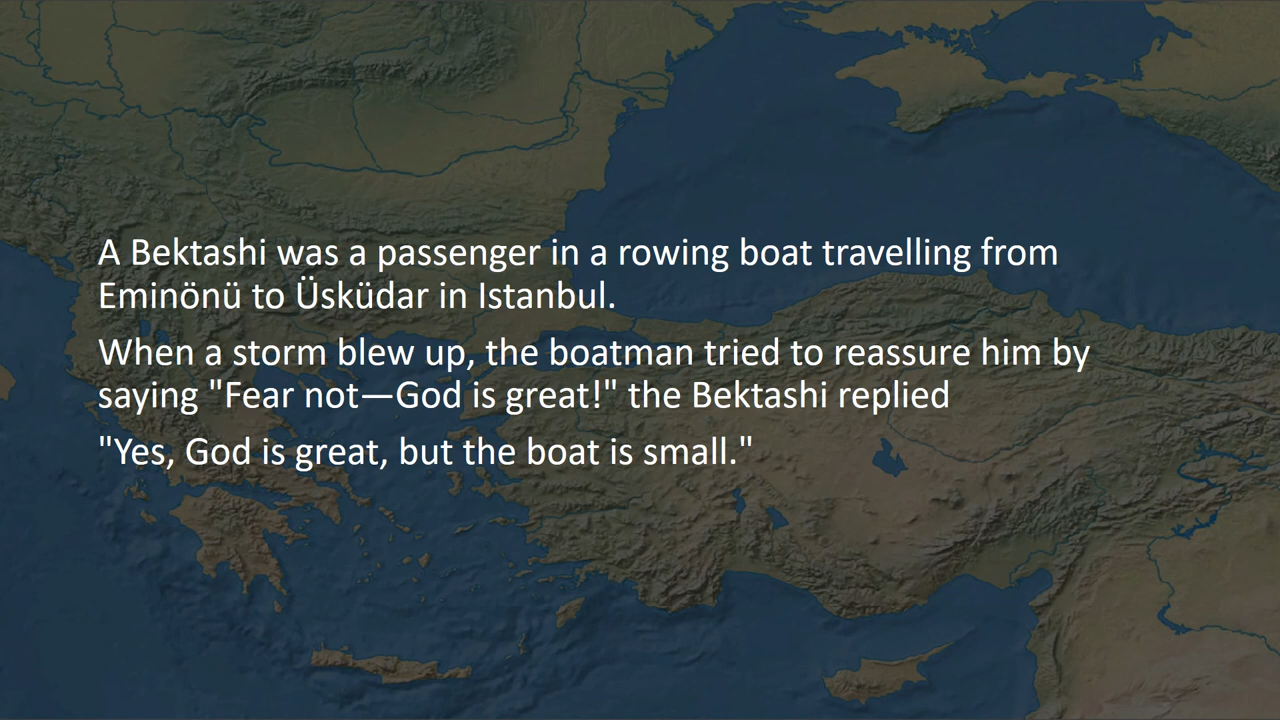 A Bektashi was a passenger in a rowing boat travelling from
Eminönü to Üsküdar in Istanbul.
When a storm blew up, the boatman tried to reassure him by
saying "Fear not—God is great!" the Bektashi replied
"Yes, God is great, but the boat is small."